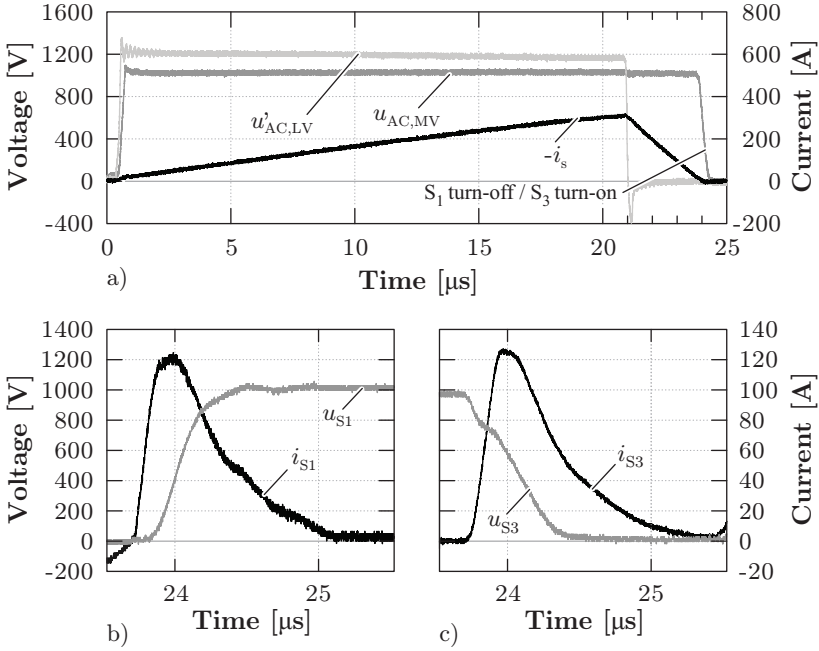 1600
1200
800
400
0
-400
Voltage [V]
800
600
400
200
0
-200
Current [A]
u'AC,LV
uAC,MV
-is
S1 turn-off / S3 turn-on
0
5
10
15
20
25
a)
Time [μs]
1400
1200
1000
800
600
400
200
0
-200
Voltage [V]
uS1
iS1
24
25
b)
Time [μs]
140
120
100
80
60
40
20
0
-20
Current [A]
iS3
uS3
24
25
c)
Time [μs]